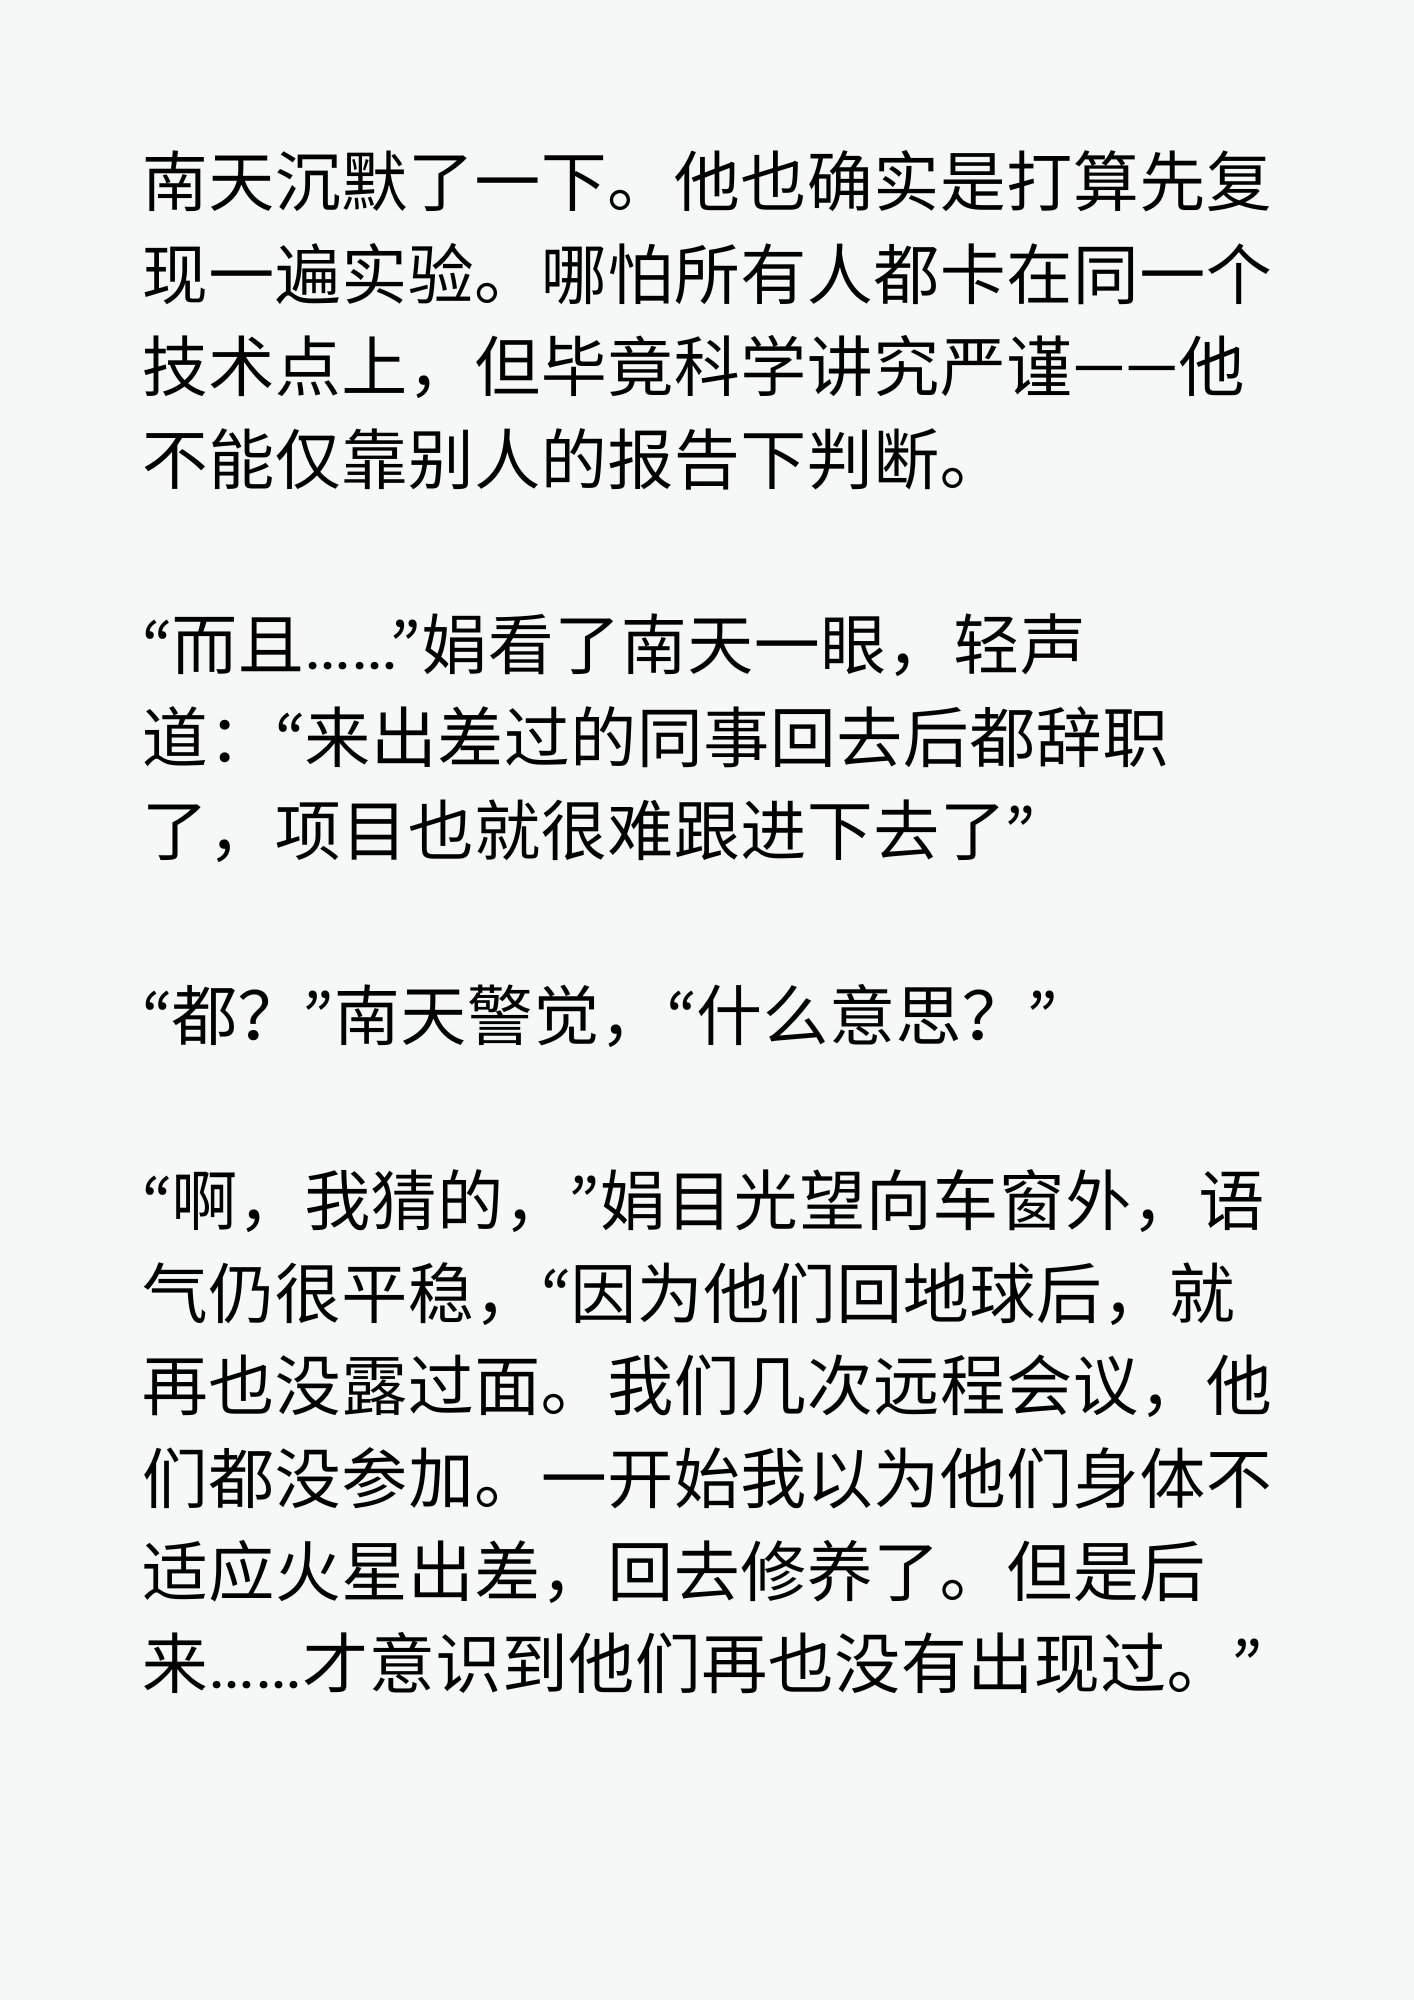 南天沉默了一下。他也确实是打算先复
现一遍实验。哪怕所有人都卡在同一个
技术点上，但毕竟科学讲究严谨——他
不能仅靠别人的报告下判断。
“而且……”娟看了南天一眼，轻声
道：“来出差过的同事回去后都辞职
了，项目也就很难跟进下去了”
“都？”南天警觉，“什么意思？”
“啊，我猜的，”娟目光望向车窗外，语
气仍很平稳，“因为他们回地球后，就
再也没露过面。我们几次远程会议，他
们都没参加。一开始我以为他们身体不
适应火星出差，回去修养了。但是后
来……才意识到他们再也没有出现过。”